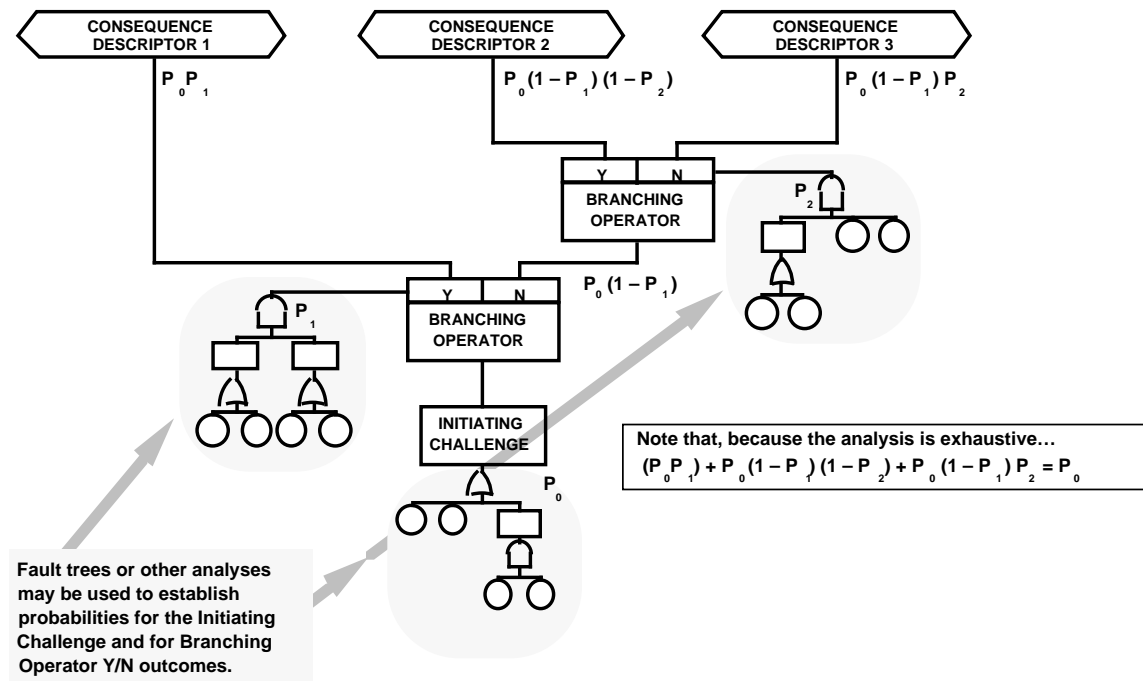 CONSEQUENCE
DESCRIPTOR 1
CONSEQUENCE
DESCRIPTOR 2
CONSEQUENCE
DESCRIPTOR 3
P₀P₁
P₀ (1 – P₁) (1 – P₂)
P₀ (1 – P₁) P₂
Y N
BRANCHING
OPERATOR
P₂
P₀ (1 – P₁)
Y N
BRANCHING
OPERATOR
P₁
INITIATING
CHALLENGE
P₀
Note that, because the analysis is exhaustive…
(P₀P₁) + P₀ (1 – P₁) (1 – P₂) + P₀ (1 – P₁) P₂ = P₀
Fault trees or other analyses
may be used to establish
probabilities for the Initiating
Challenge and for Branching
Operator Y/N outcomes.